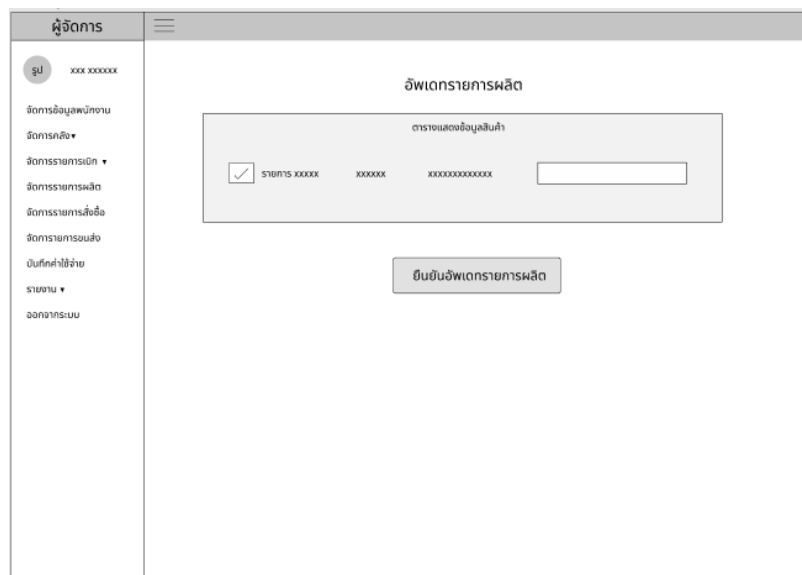 ผู้จัดการ
รูป xxx xxxxxx
จัดการข้อมูลพนักงาน
จัดการคลัง▾
จัดการรายการเบิก ▾
จัดการรายการผลิต
จัดการรายการสั่งซื้อ
จัดการายการขนส่ง
บันทึกค่าใช้จ่าย
รายงาน ▾
ออกจากระบบ
อัพเดทรายการผลิต
ตารางแสดงข้อมูลสินค้า
รายการ xxxxx xxxxxx xxxxxxxxxxxxx
ยืนยันอัพเดทรายการผลิต